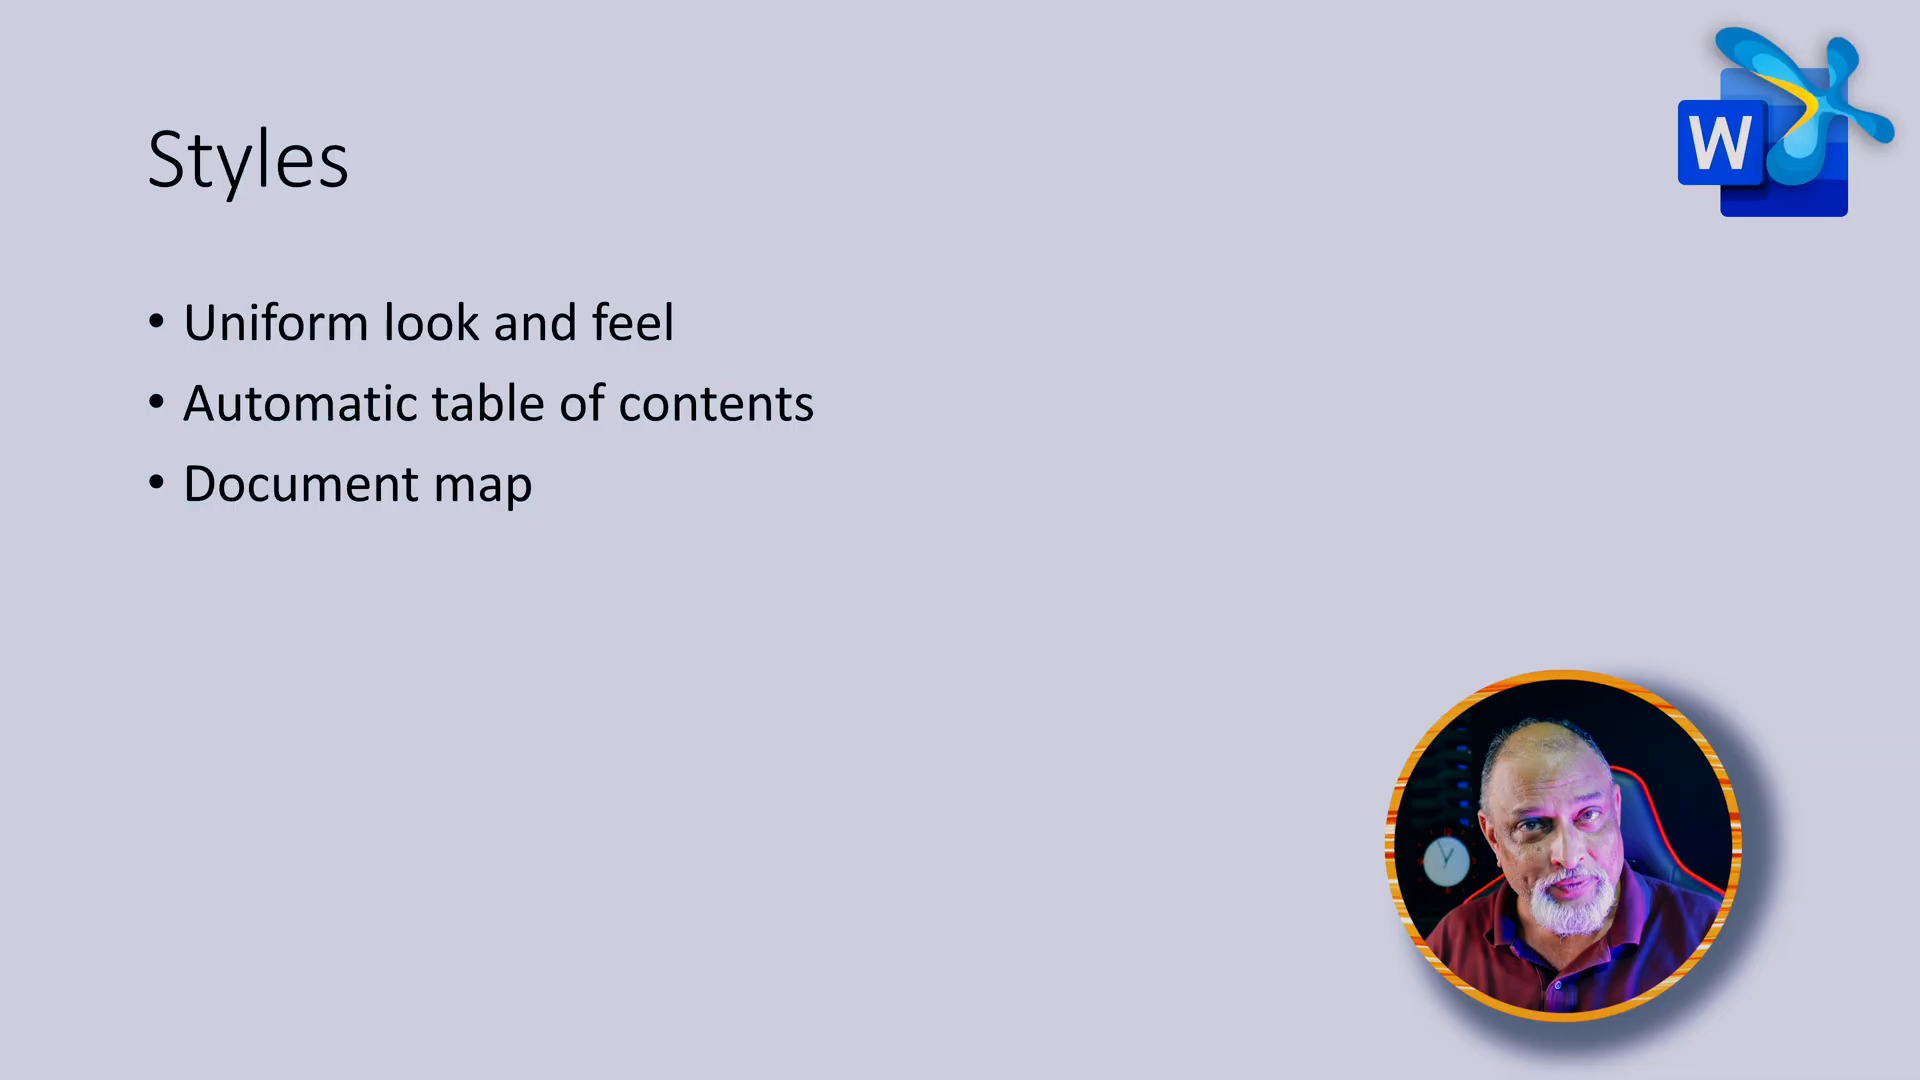 Styles
W
• Uniform look and feel
• Automatic table of contents
• Document map